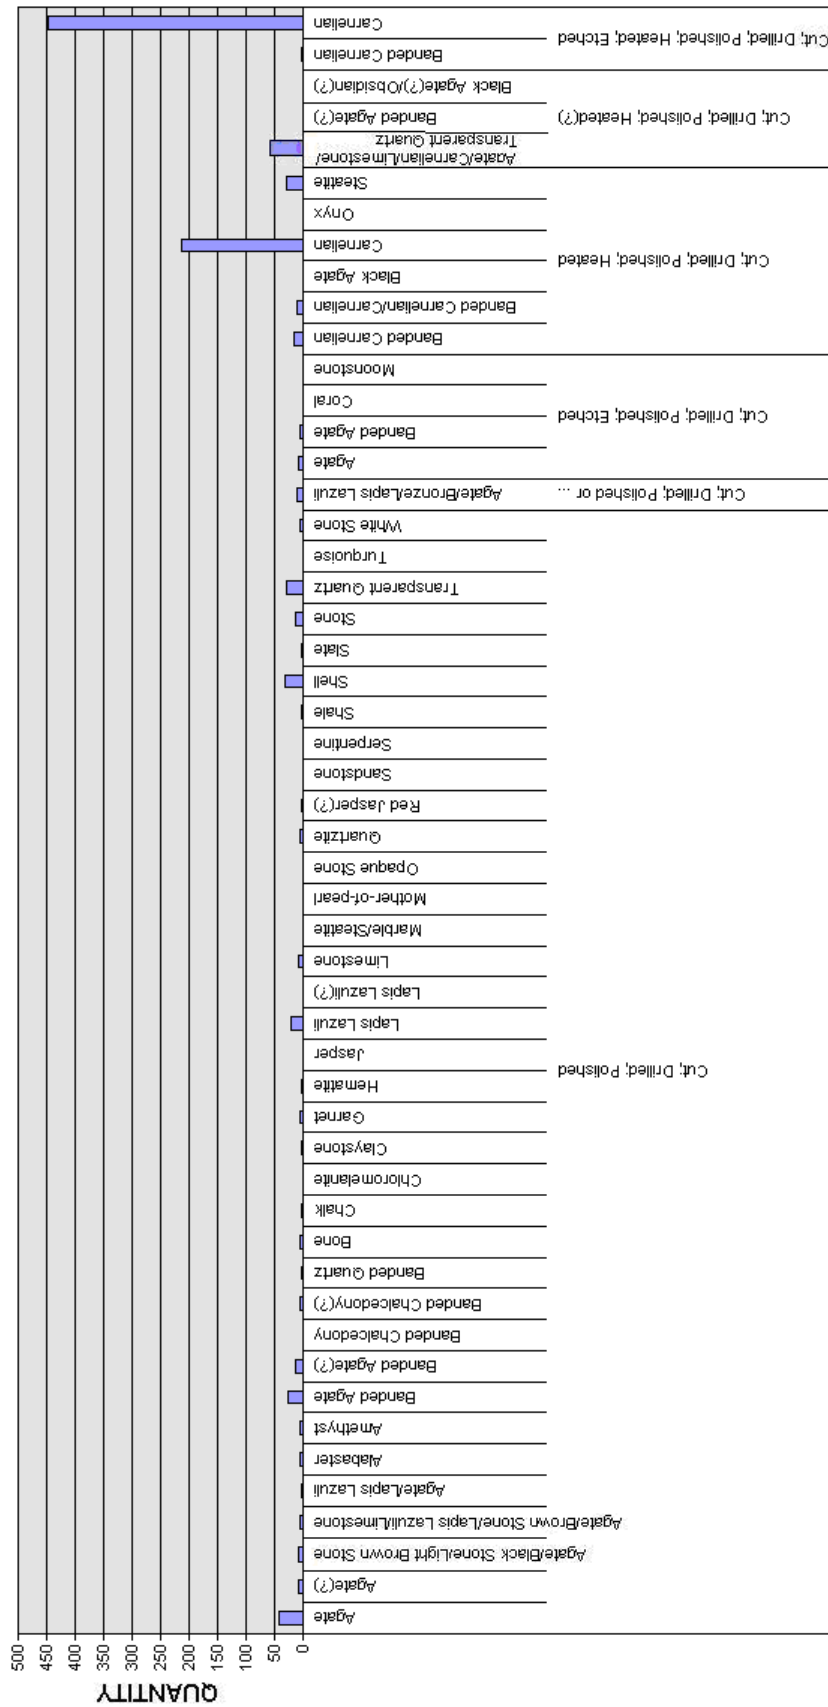 Carnelian
Banded Carnelian
Cut; Drilled; Polished; Heated; Etched
Black Agate(?)/Obsidian(?)
Banded Agate(?)
Agate/Carnelian/Limestone/
Transparent Quartz
Cut; Drilled; Polished; Heated(?)
Steatite
Onyx
Carnelian
Black Agate
Banded Carnelian/Carnelian
Banded Carnelian
Cut; Drilled; Polished; Heated
Moonstone
Coral
Banded Agate
Agate
Cut; Drilled; Polished; Etched
Agate/Bronze/Lapis Lazuli
Cut; Drilled; Polished or ...
White Stone
Turquoise
Transparent Quartz
Stone
Slate
Shell
Shale
Serpentine
Sandstone
Red Jasper(?)
Quartzite
Opaque Stone
Mother-of-pearl
Marble/Steatite
Limestone
Lapis Lazuli(?)
Lapis Lazuli
Jasper
Hematite
Garnet
Claystone
Chloromelanite
Chalk
Bone
Banded Quartz
Banded Chalcedony(?)
Banded Chalcedony
Banded Agate(?)
Banded Agate
Amethyst
Alabaster
Agate/Lapis Lazuli
Agate/Brown Stone/Lapis Lazuli/Limestone
Agate/Black Stone/Light Brown Stone
Agate(?)
Agate
Cut; Drilled; Polished
500
450
400
350
300
250
200
150
100
50
0
QUANTITY